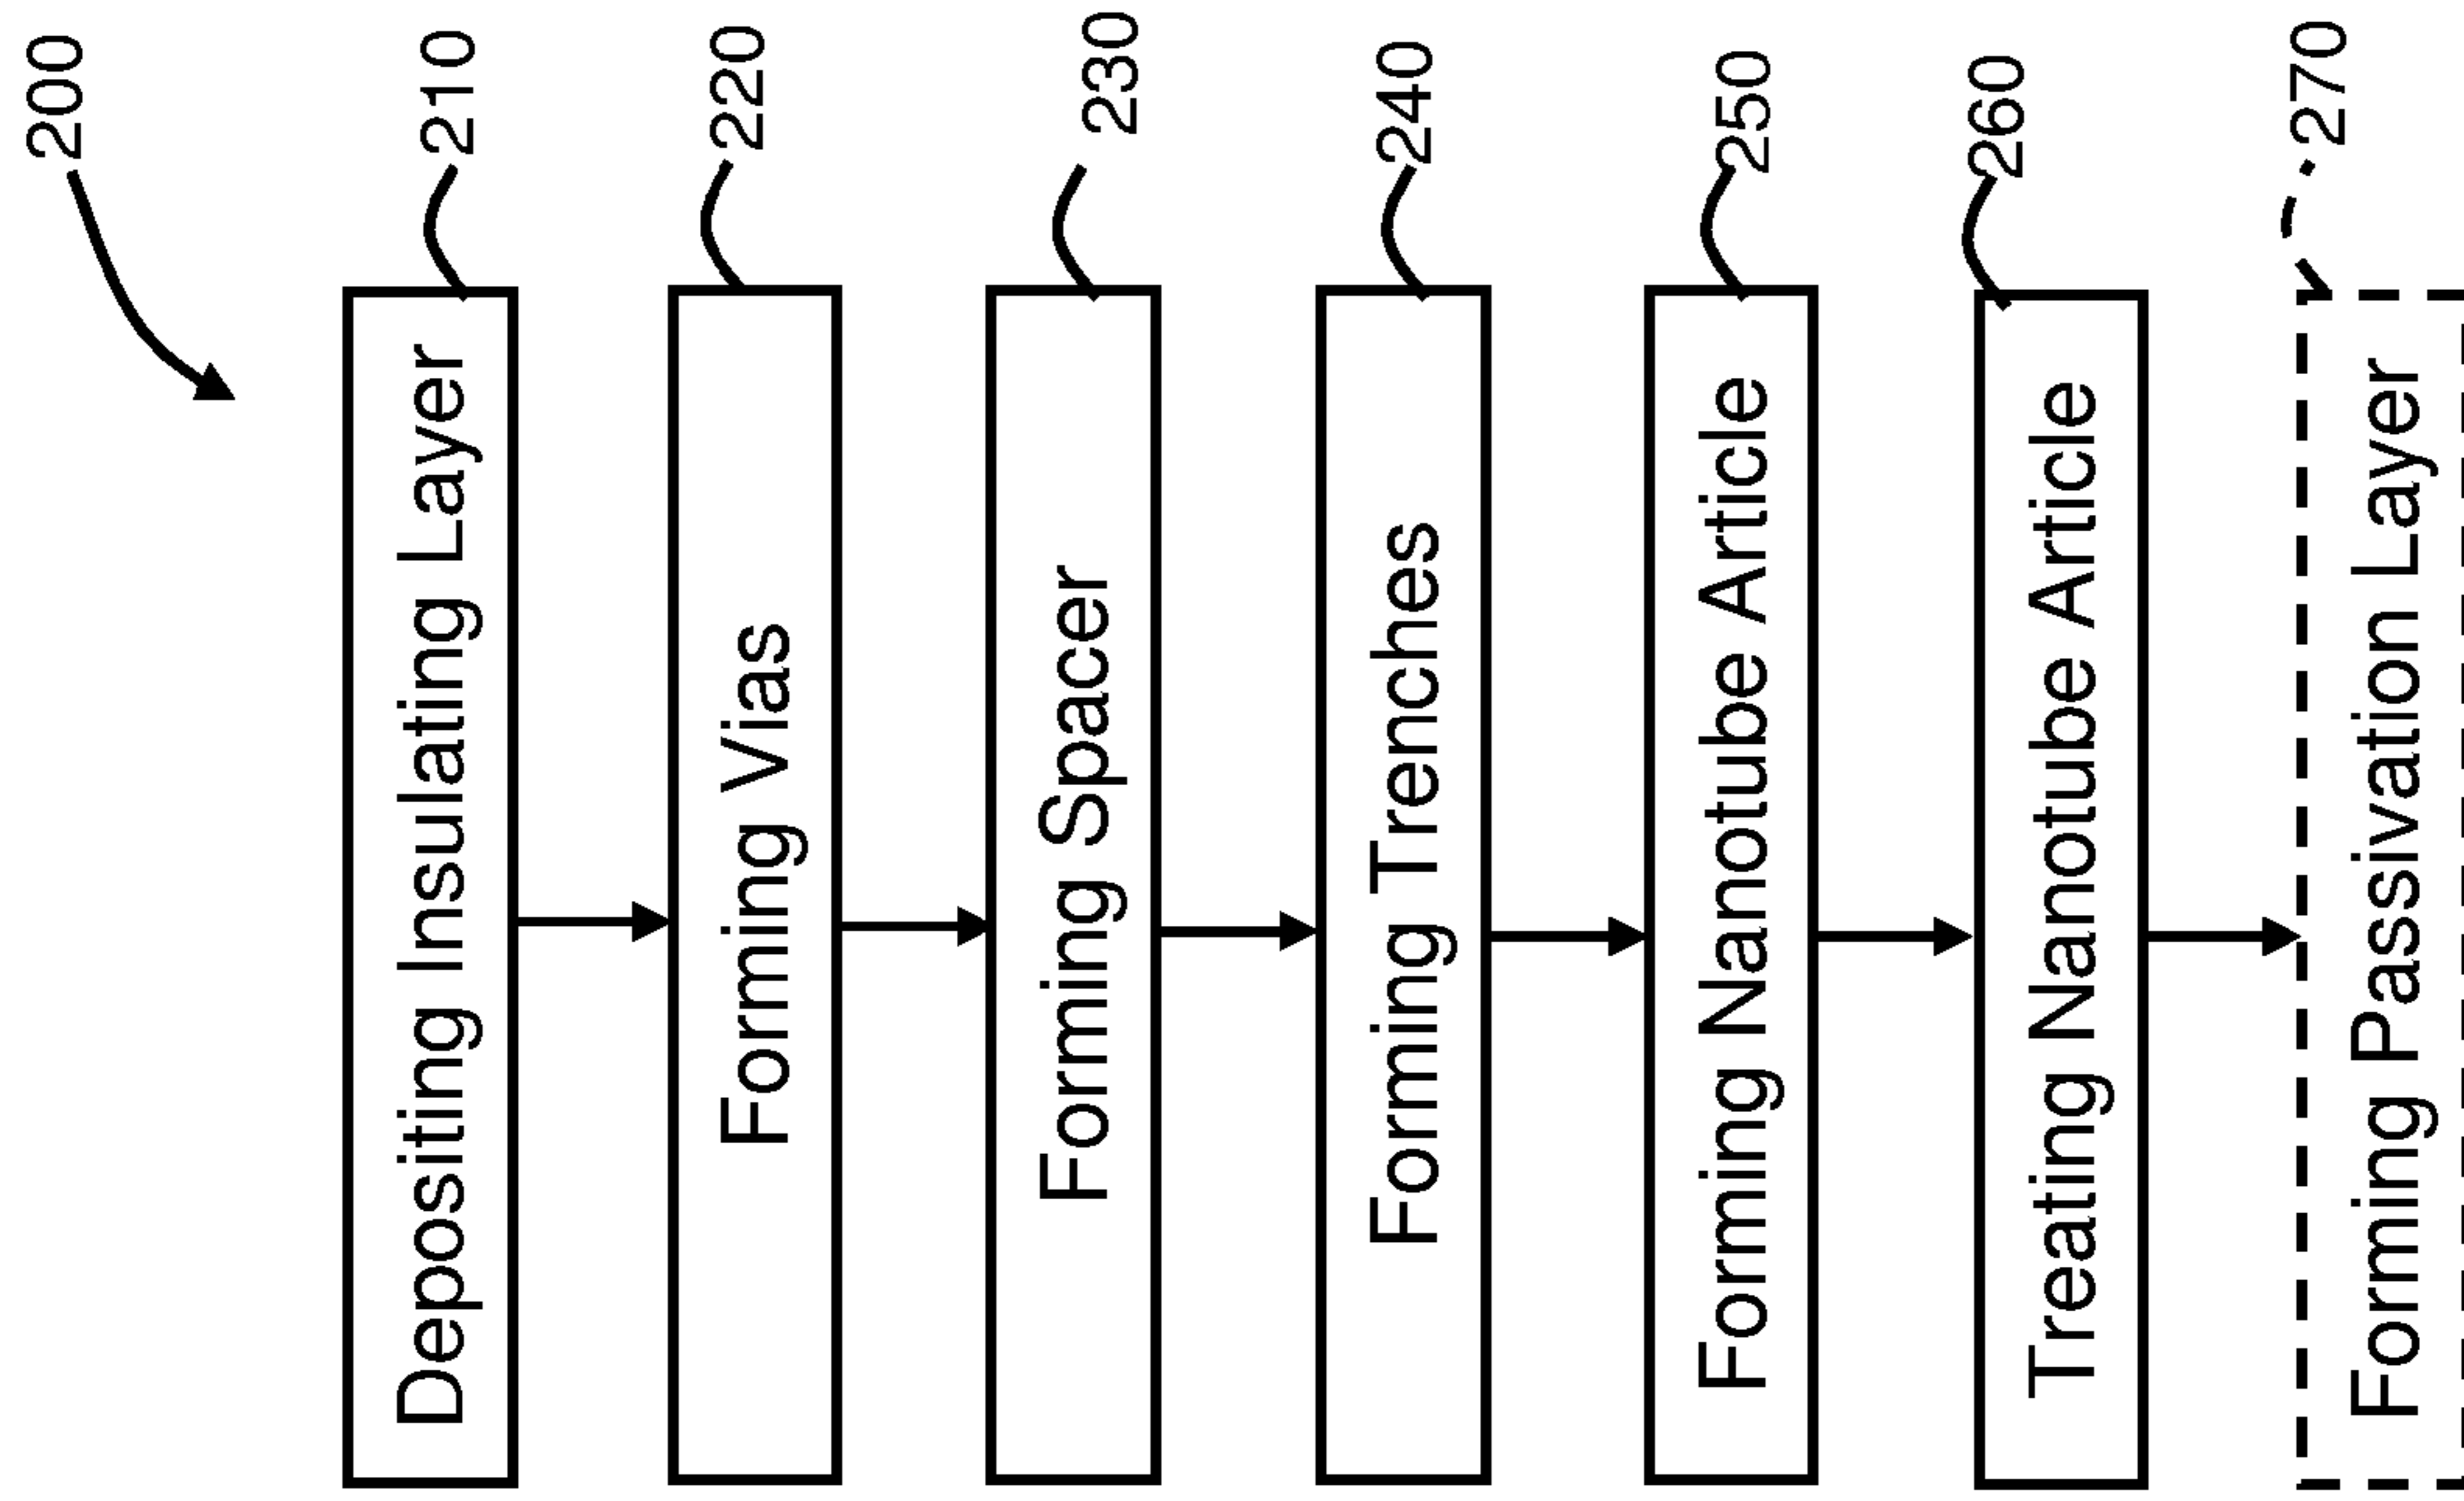 200
Depositing Insulating Layer
210
Forming Vias
220
Forming Spacer
230
Forming Trenches
240
Forming Nanotube Article
250
Treating Nanotube Article
260
Forming Passivation Layer
270